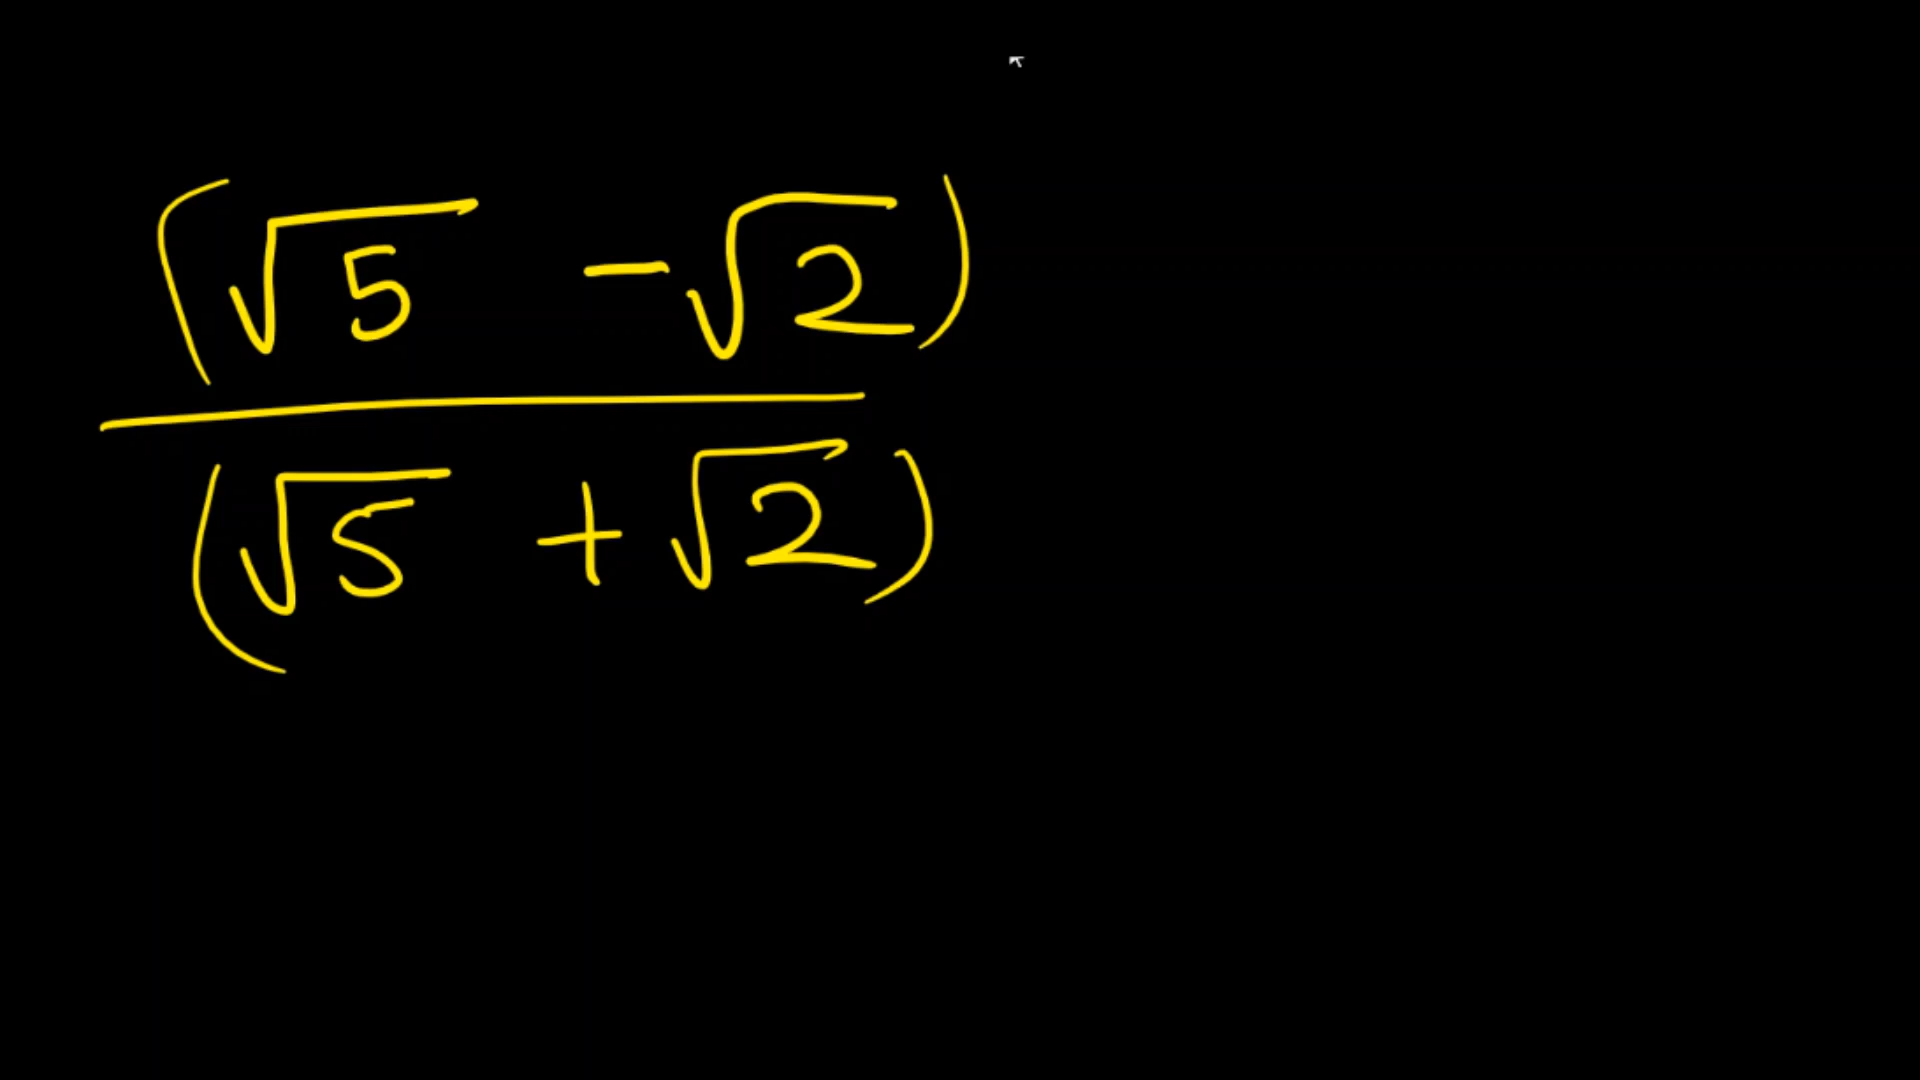 (√5 - √2)
(√5 + √2)